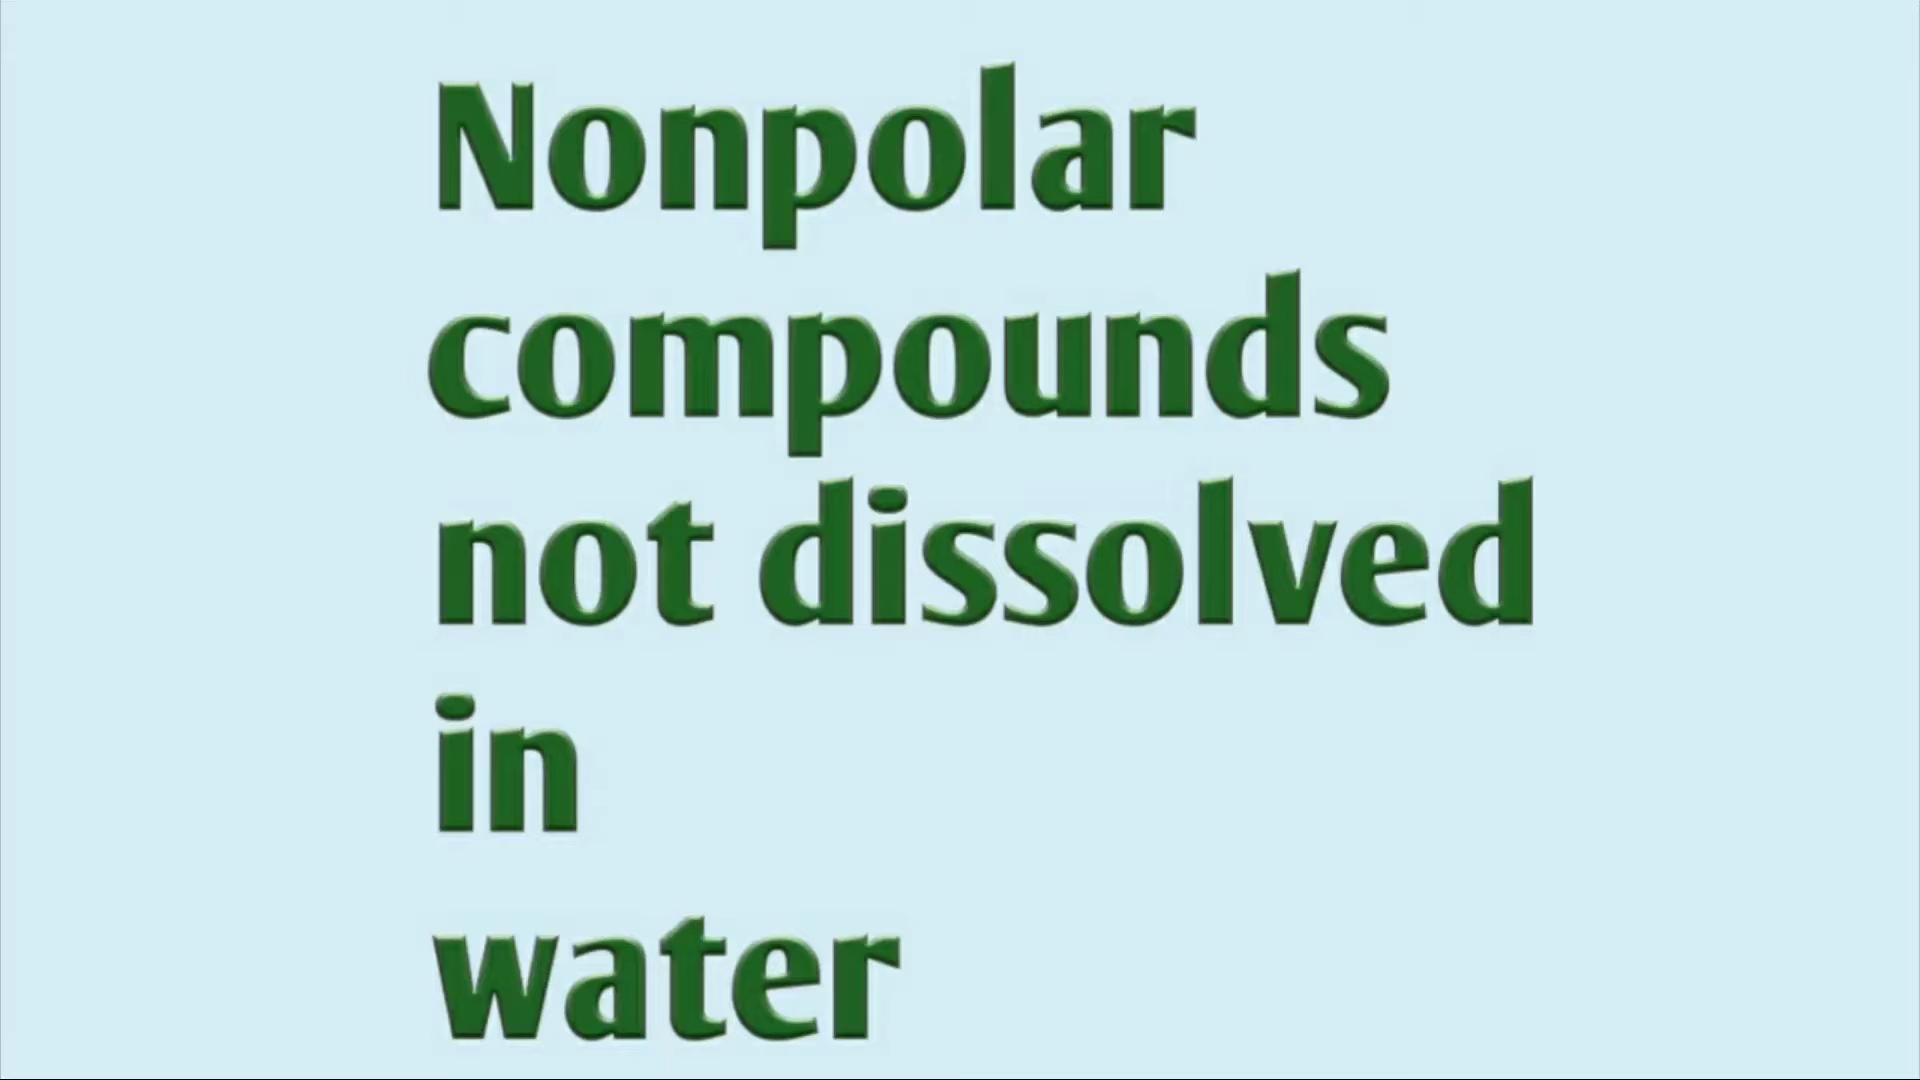 Nonpolar
compounds
not dissolved
in
water